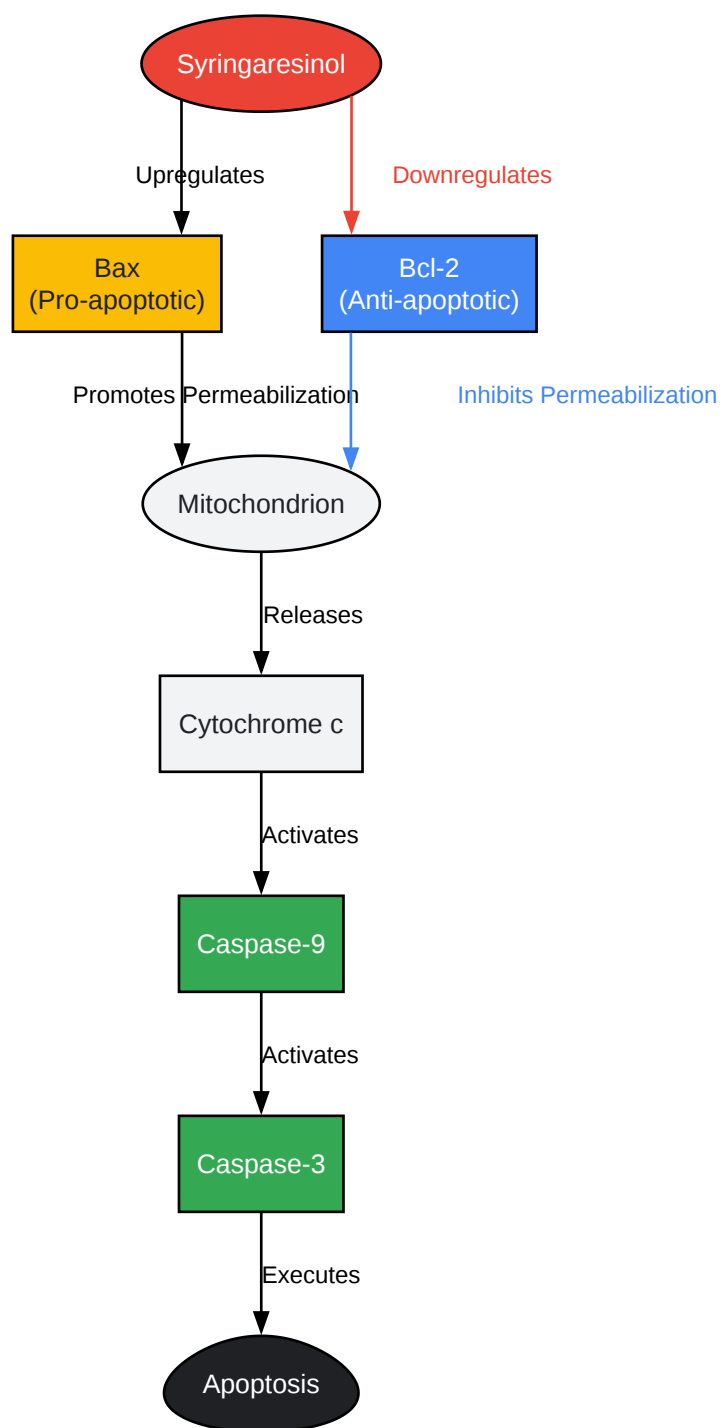 Syringaresinol
Upregulates
Downregulates
Bax
(Pro-apoptotic)
Bcl-2
(Anti-apoptotic)
Promotes Permeabilization
Inhibits Permeabilization
Mitochondrion
Releases
Cytochrome c
Activates
Caspase-9
Activates
Caspase-3
Executes
Apoptosis